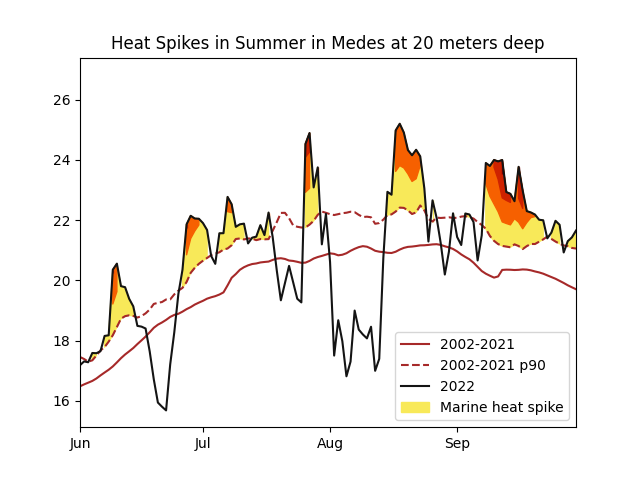 Heat Spikes in Summer in Medes at 20 meters deep
26
24
22
20
18
16
Jun
Jul
Aug
Sep
2002-2021
2002-2021 p90
2022
Marine heat spike